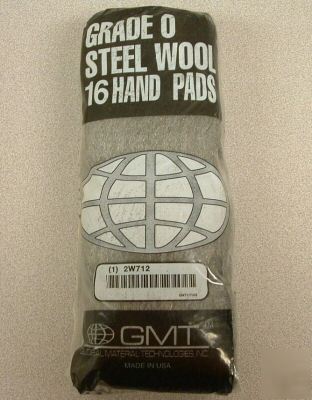 GRADE 0
STEEL WOOL
16 HAND PADS
(1) 2W712
GMT
GLOBAL MATERIAL TECHNOLOGIES, INC.
MADE IN USA